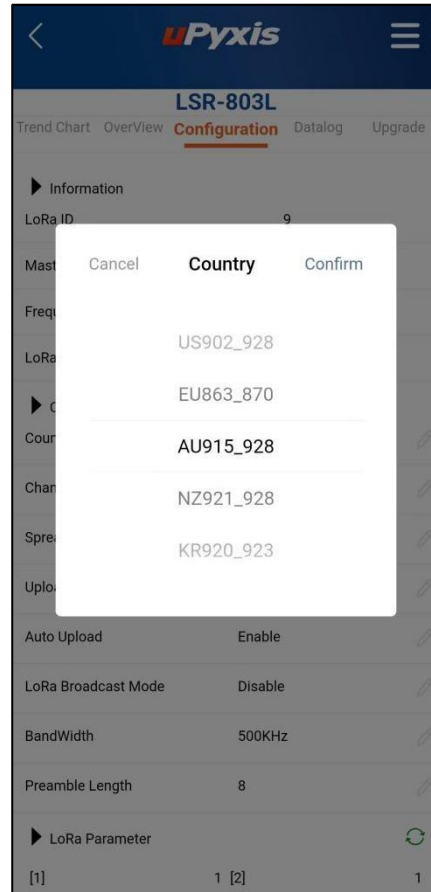 uPyxis
LSR-803L
Trend Chart OverView Configuration Datalog Upgrade
Information
LoRa ID 9
Mast
Frequ
LoRa
Cancel Country Confirm
US902_928
EU863_870
AU915_928
NZ921_928
KR920_923
C
Coun
Chan
Sprea
Uploa
Auto Upload Enable
LoRa Broadcast Mode Disable
BandWidth 500KHz
Preamble Length 8
LoRa Parameter
[1] 1 [2] 1